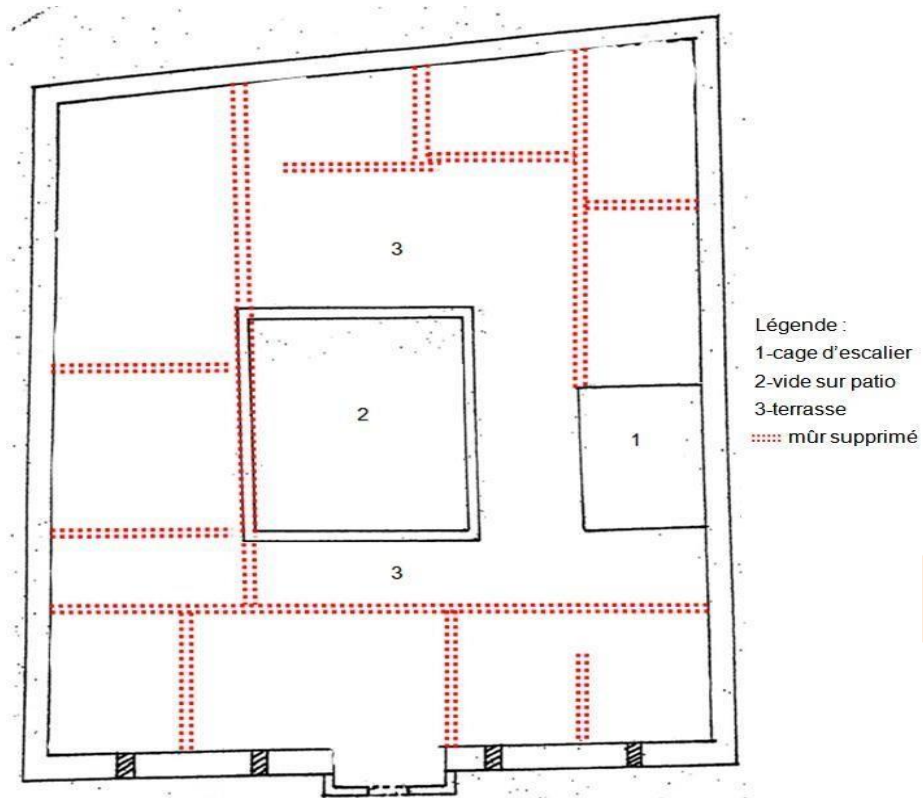 3
2
1
3
Légende :
1-cage d'escalier
2-vide sur patio
3-terrasse
mûr supprimé